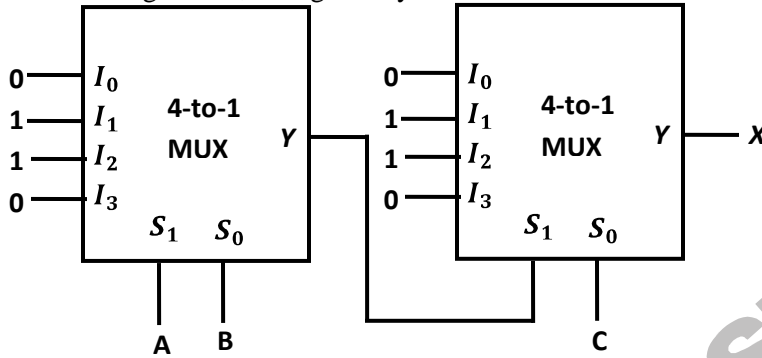 0 I₀
1 I₁
1 I₂
0 I₃
4-to-1
MUX
Y
S₁ S₀
A B
0 I₀
1 I₁
1 I₂
0 I₃
4-to-1
MUX
Y X
S₁ S₀
C